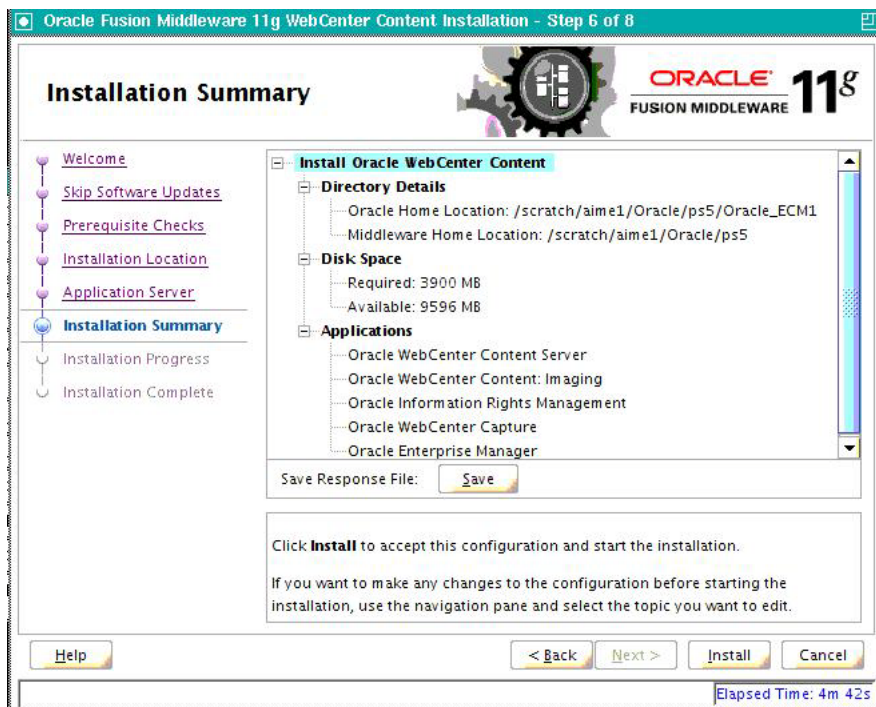 Oracle Fusion Middleware 11g WebCenter Content Installation - Step 6 of 8
Installation Summary
ORACLE
FUSION MIDDLEWARE
11g
Welcome
Skip Software Updates
Prerequisite Checks
Installation Location
Application Server
Installation Summary
Installation Progress
Installation Complete
Install Oracle WebCenter Content
Directory Details
Oracle Home Location: /scratch/aime1/Oracle/ps5/Oracle_ECM1
Middleware Home Location: /scratch/aime1/Oracle/ps5
Disk Space
Required: 3900 MB
Available: 9596 MB
Applications
Oracle WebCenter Content Server
Oracle WebCenter Content: Imaging
Oracle Information Rights Management
Oracle WebCenter Capture
Oracle Enterprise Manager
Save Response File: Save
Click Install to accept this configuration and start the installation.
If you want to make any changes to the configuration before starting the
installation, use the navigation pane and select the topic you want to edit.
Help < Back Next > Install Cancel
Elapsed Time: 4m 42s